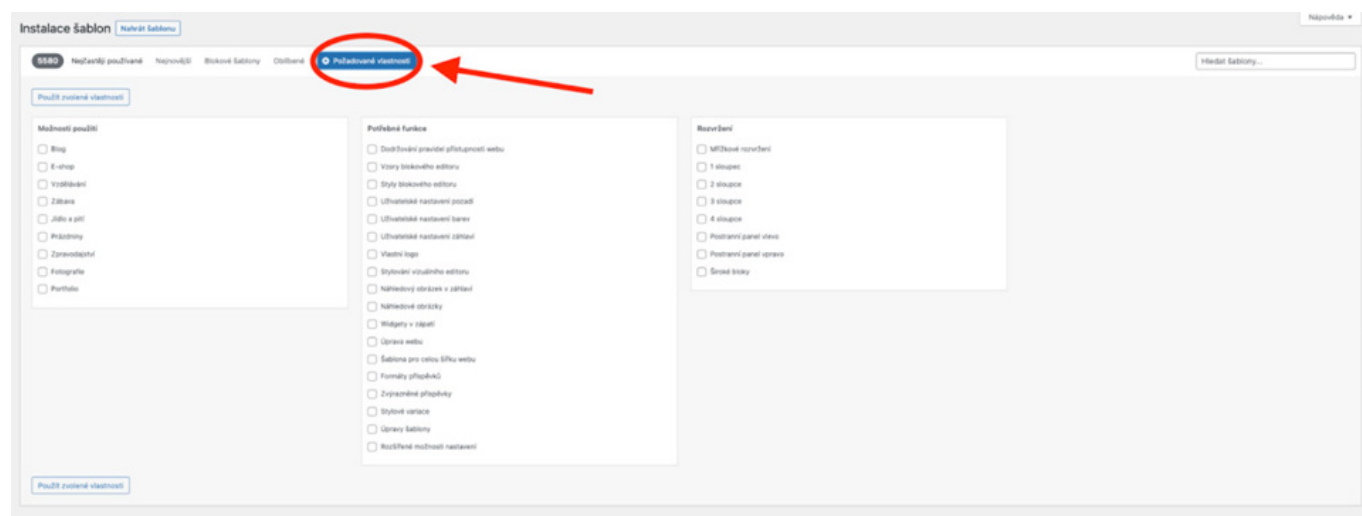 Nápověda
Instalace šablon Nahrát šablonu
5580 Nejčastěji používané Nejnovější Blokové šablony Oblíbené Požadované vlastnosti Hledat šablony...
Použít zvolené vlastnosti
Možnosti použití
Blog
E-shop
Vzdělávání
Zábava
Jídlo a pití
Prázdniny
Zpravodajství
Fotografie
Portfolio
Potřebné funkce
Dodržování pravidel přístupnosti webu
Vzory blokového editoru
Styly blokového editoru
Uživatelské nastavení pozadí
Uživatelské nastavení barev
Uživatelské nastavení záhlaví
Vlastní logo
Stylování vizuálního editoru
Náhledový obrázek v záhlaví
Náhledové obrázky
Widgety v zápatí
Úprava webu
Šablona pro celou šířku webu
Formáty příspěvků
Zvýrazněné příspěvky
Stylové variace
Úpravy šablony
Rozšířené možnosti nastavení
Rozvržení
Mřížkové rozvržení
1 sloupec
2 sloupce
3 sloupce
4 sloupce
Postranní panel vlevo
Postranní panel vpravo
Široké bloky
Použít zvolené vlastnosti